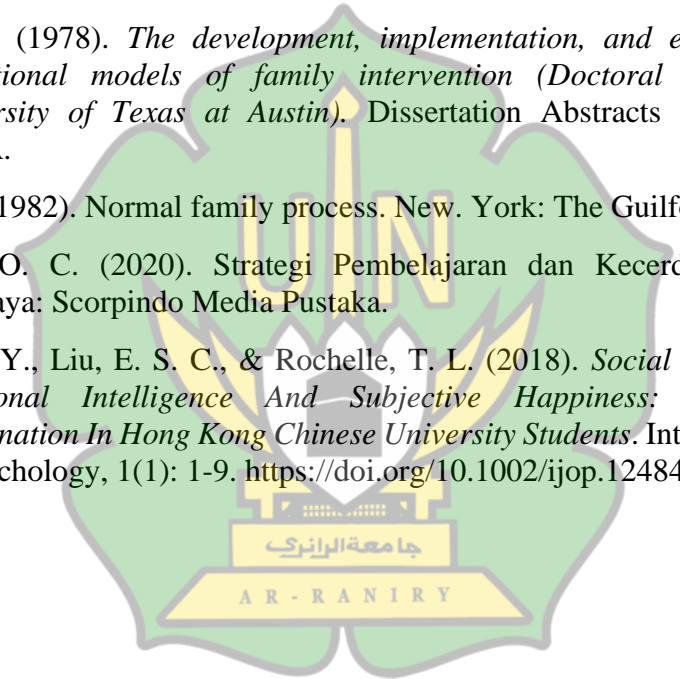 (1978). The development, implementation, and e
tional models of family intervention (Doctoral
rsity of Texas at Austin). Dissertation Abstracts
1982). Normal family process. New. York: The Guilf
O. C. (2020). Strategi Pembelajaran dan Kecerd
aya: Scorpindo Media Pustaka.
Y., Liu, E. S. C., & Rochelle, T. L. (2018). Social
onal Intelligence And Subjective Happiness:
nation In Hong Kong Chinese University Students. Int
chology, 1(1): 1-9. https://doi.org/10.1002/ijop.12484
UIN
جامعةالرانري
AR-RANIRY